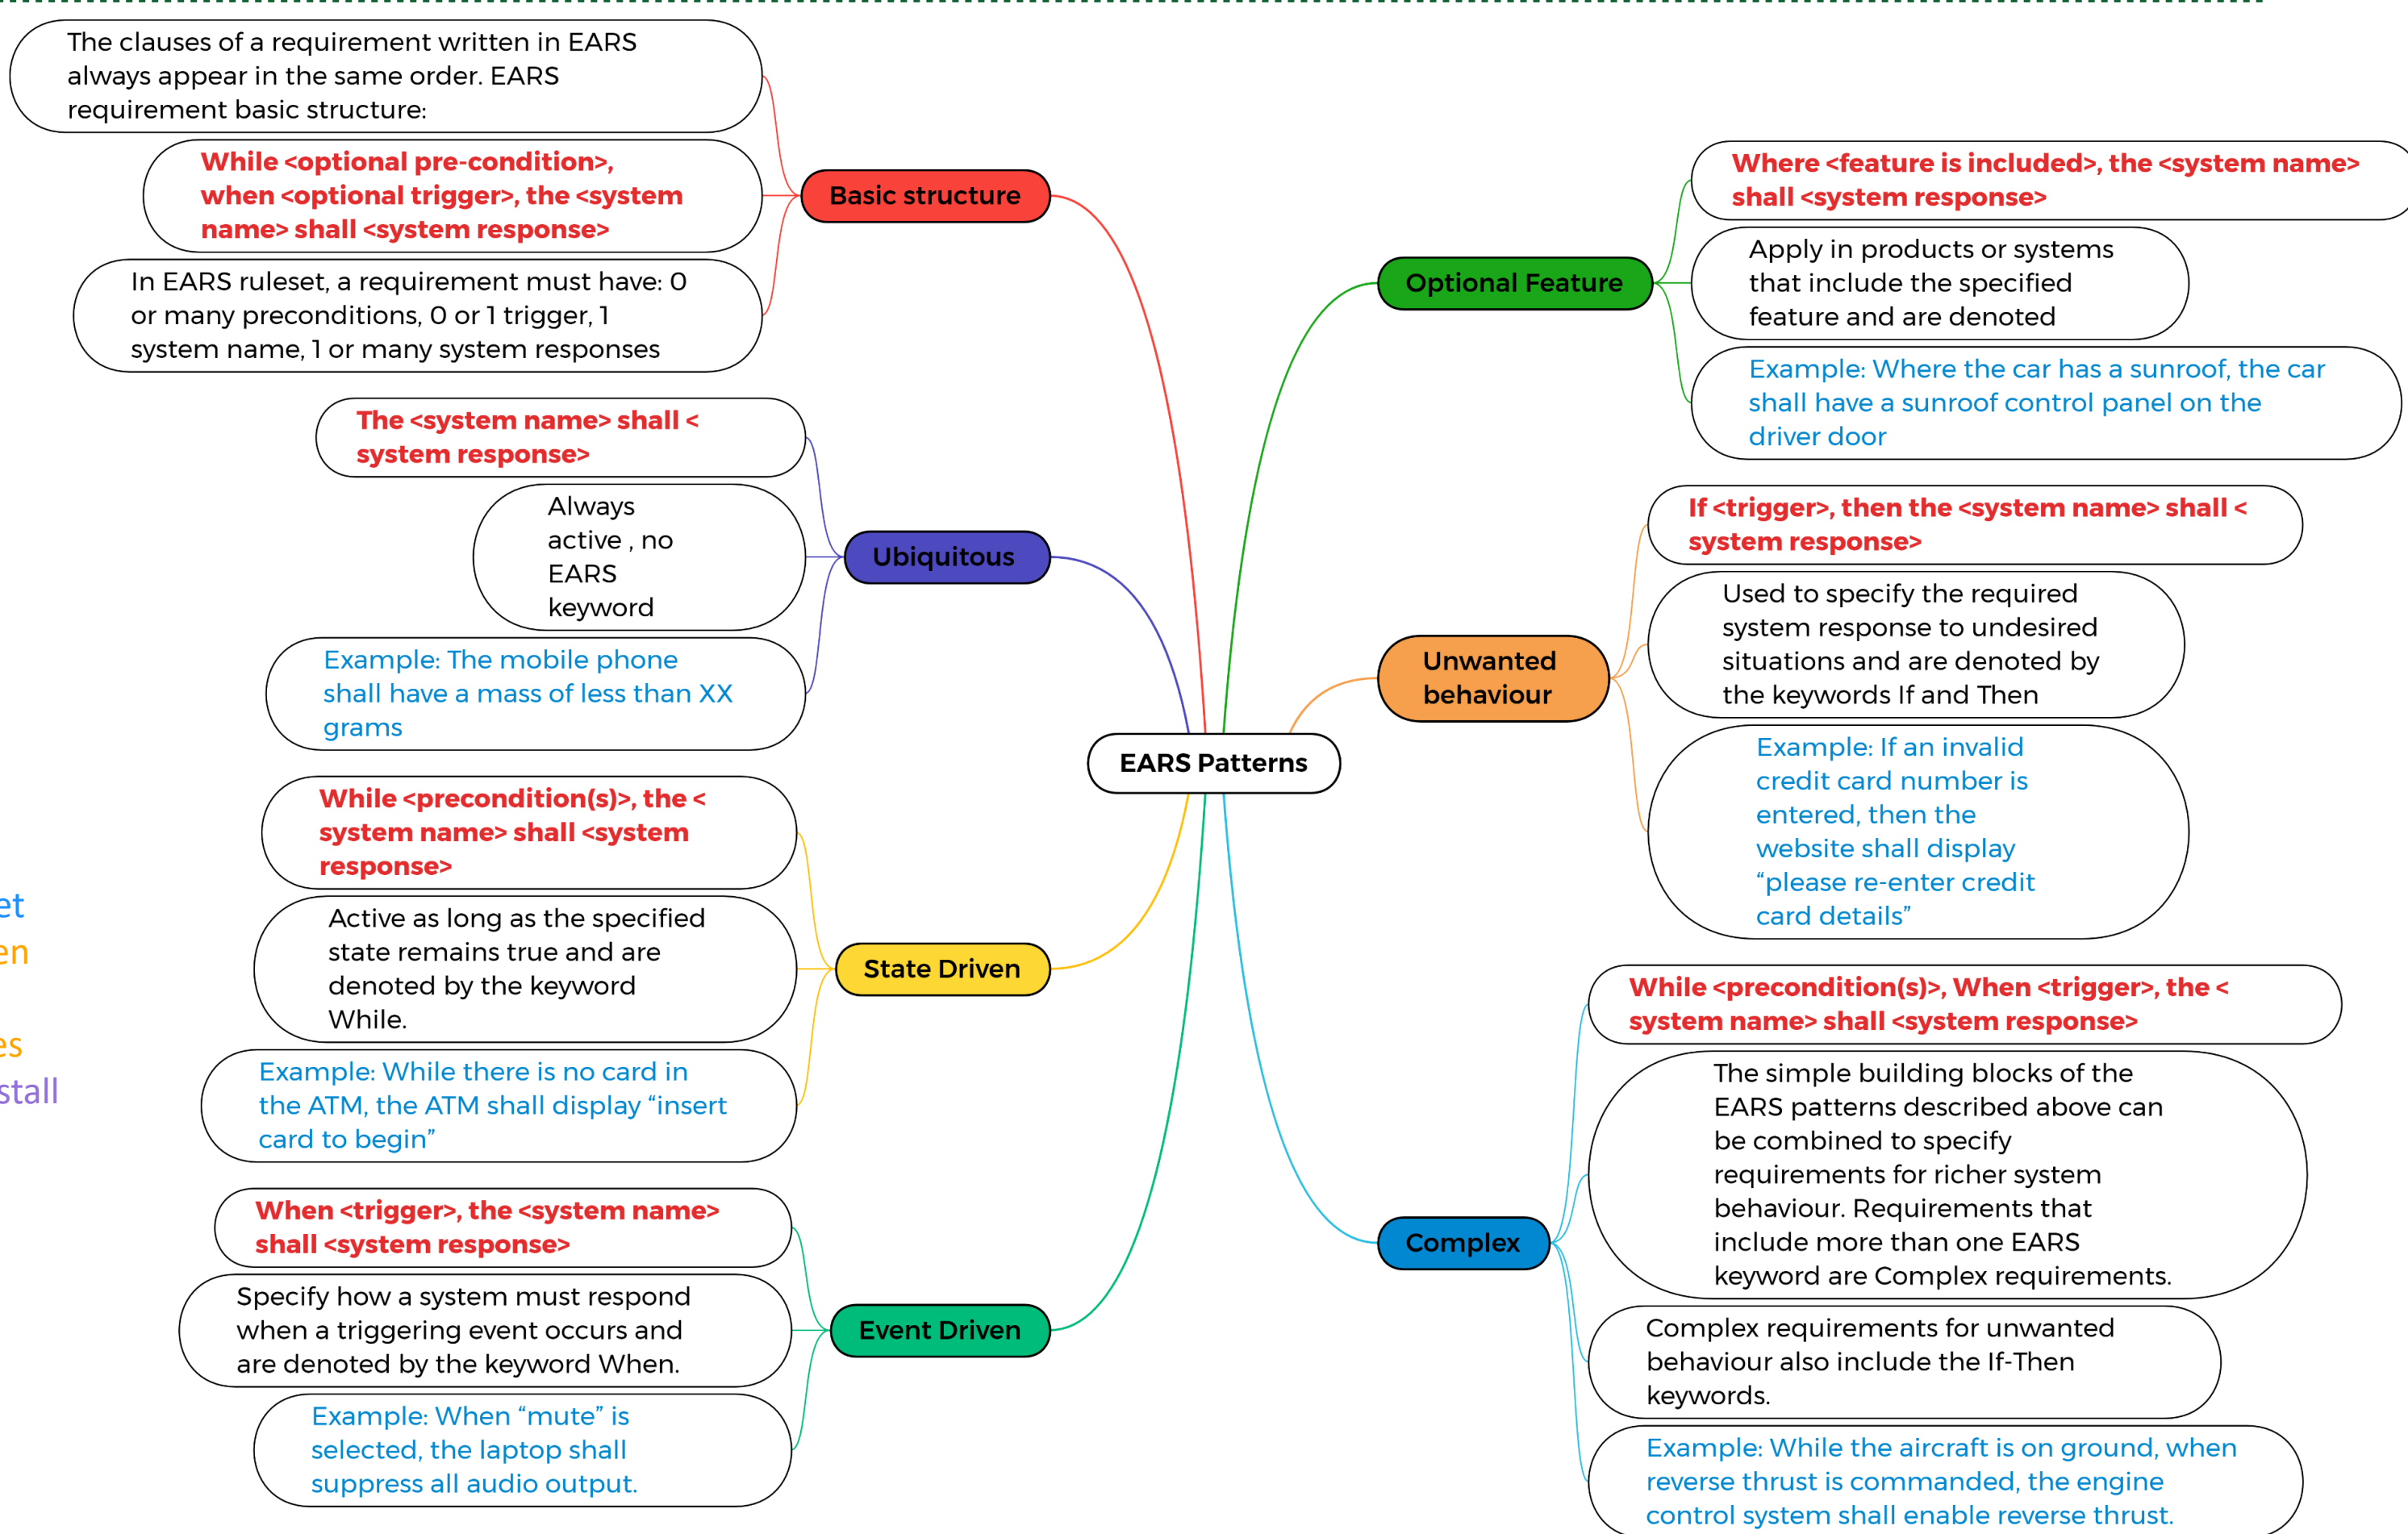 The clauses of a requirement written in EARS
always appear in the same order. EARS
requirement basic structure:
While <optional pre-condition>,
when <optional trigger>, the <system
name> shall <system response>
In EARS ruleset, a requirement must have: 0
or many preconditions, 0 or 1 trigger, 1
system name, 1 or many system responses
Basic structure
The <system name> shall <
system response>
Always
active , no
EARS
keyword
Example: The mobile phone
shall have a mass of less than XX
grams
Ubiquitous
While <precondition(s)>, the <
system name> shall <system
response>
Active as long as the specified
state remains true and are
denoted by the keyword
While.
Example: While there is no card in
the ATM, the ATM shall display “insert
card to begin”
State Driven
When <trigger>, the <system name>
shall <system response>
Specify how a system must respond
when a triggering event occurs and
are denoted by the keyword When.
Example: When “mute” is
selected, the laptop shall
suppress all audio output.
Event Driven
EARS Patterns
Optional Feature
Where <feature is included>, the <system name>
shall <system response>
Apply in products or systems
that include the specified
feature and are denoted
Example: Where the car has a sunroof, the car
shall have a sunroof control panel on the
driver door
Unwanted
behaviour
If <trigger>, then the <system name> shall <
system response>
Used to specify the required
system response to undesired
situations and are denoted by
the keywords If and Then
Example: If an invalid
credit card number is
entered, then the
website shall display
“please re-enter credit
card details”
Complex
While <precondition(s)>, When <trigger>, the <
system name> shall <system response>
The simple building blocks of the
EARS patterns described above can
be combined to specify
requirements for richer system
behaviour. Requirements that
include more than one EARS
keyword are Complex requirements.
Complex requirements for unwanted
behaviour also include the If-Then
keywords.
Example: While the aircraft is on ground, when
reverse thrust is commanded, the engine
control system shall enable reverse thrust.